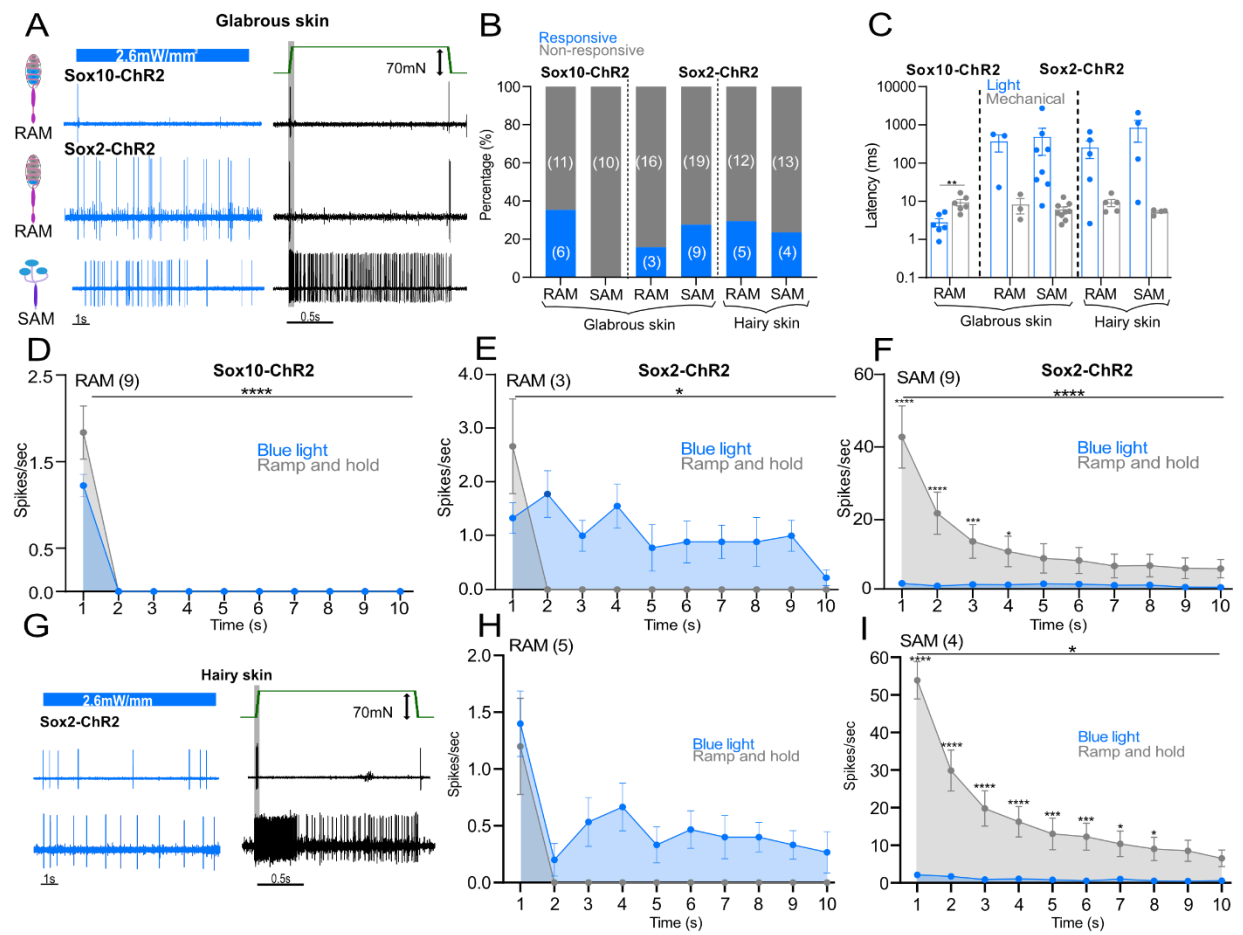 A
Glabrous skin
2.6mW/mm²
Sox10-ChR2
RAM
Sox2-ChR2
RAM
SAM
1s
70mN
0.5s
B
Responsive
Non-responsive
Sox10-ChR2
Sox2-ChR2
Percentage (%)
100
80
60
40
20
0
(11)
(10)
(16)
(19)
(12)
(13)
(6)
(3)
(9)
(5)
(4)
RAM SAM RAM SAM RAM SAM
Glabrous skin
Hairy skin
C
Sox10-ChR2
Sox2-ChR2
Light
Mechanical
Latency (ms)
10000
1000
100
10
1
0.1
**
RAM
RAM SAM
RAM SAM
Glabrous skin
Hairy skin
D
Sox10-ChR2
RAM (9)
****
Blue light
Ramp and hold
Spikes/sec
2.5
1.5
0.5
0.0
1 2 3 4 5 6 7 8 9 10
Time (s)
E
Sox2-ChR2
RAM (3)
*
Blue light
Ramp and hold
Spikes/sec
4.0
3.0
2.0
1.0
0.0
1 2 3 4 5 6 7 8 9 10
Time (s)
F
Sox2-ChR2
SAM (9)
****
****
****
***
*
Blue light
Ramp and hold
Spikes/sec
60
40
20
0
1 2 3 4 5 6 7 8 9 10
Time (s)
G
Hairy skin
2.6mW/mm
Sox2-ChR2
70mN
1s
0.5s
H
RAM (5)
Blue light
Ramp and hold
Spikes/sec
2.0
1.5
1.0
0.5
0.0
1 2 3 4 5 6 7 8 9 10
Time (s)
I
SAM (4)
*
****
****
****
****
***
***
*
*
Blue light
Ramp and hold
Spikes/sec
60
50
40
30
20
10
0
1 2 3 4 5 6 7 8 9 10
Time (s)